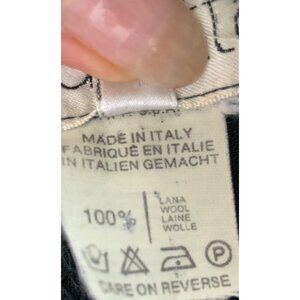 MADE IN ITALY
FABRIQUÉ EN ITALIE
IN ITALIEN GEMACHT
100%
LANA
WOOL
LAINE
WOLLE
P
CARE ON REVERSE